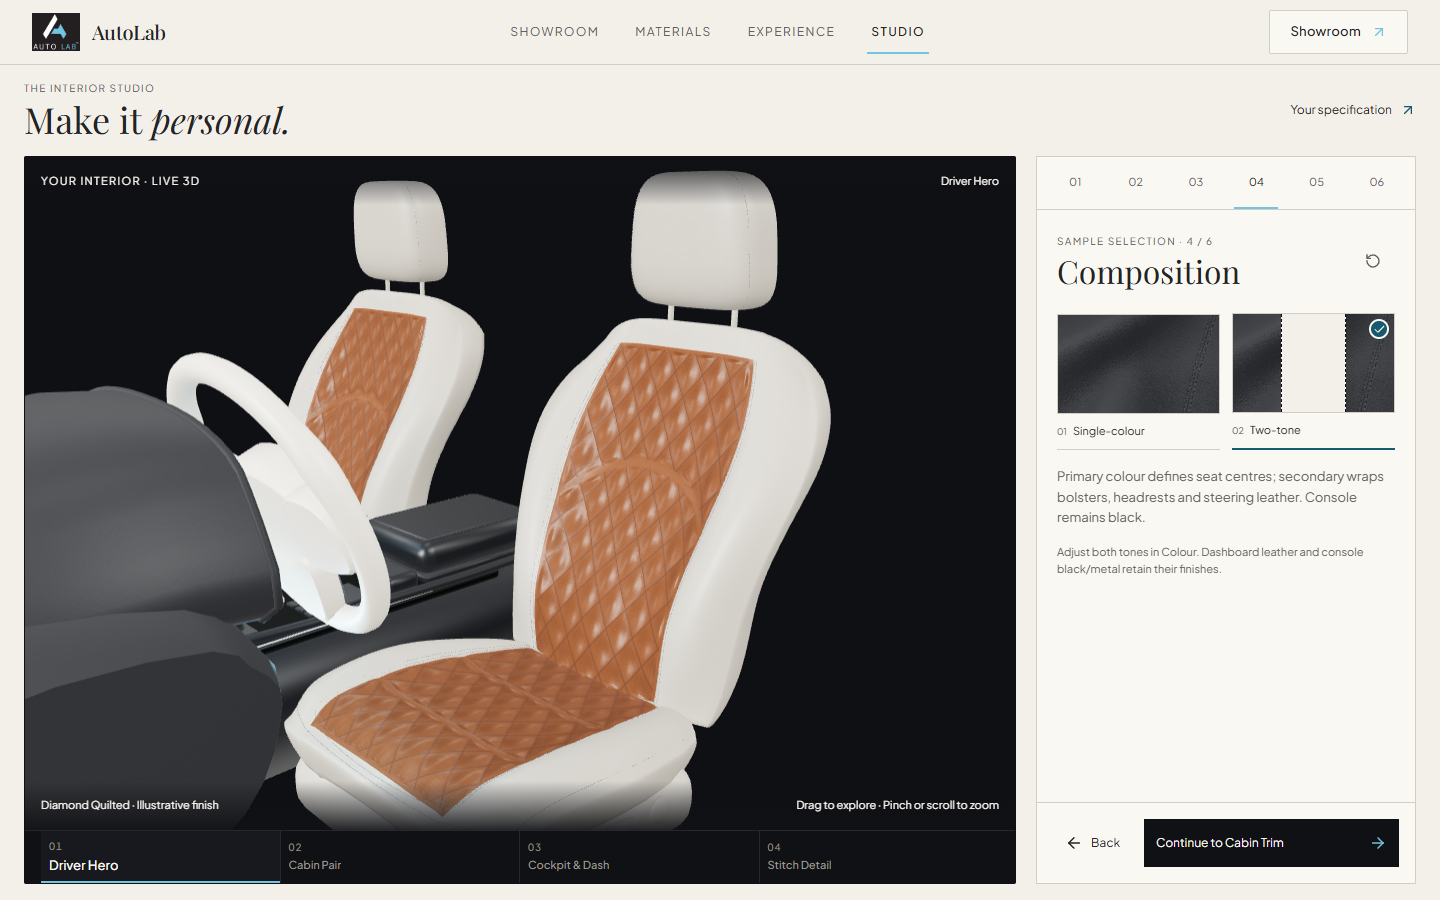 AUTO LAB
AutoLab
SHOWROOM
MATERIALS
EXPERIENCE
STUDIO
Showroom
THE INTERIOR STUDIO
Make it personal.
Your specification
YOUR INTERIOR · LIVE 3D
Driver Hero
Diamond Quilted · Illustrative finish
Drag to explore · Pinch or scroll to zoom
01
Driver Hero
02
Cabin Pair
03
Cockpit & Dash
04
Stitch Detail
01
02
03
04
05
06
SAMPLE SELECTION · 4 / 6
Composition
01 Single-colour
02 Two-tone
Primary colour defines seat centres; secondary wraps
bolsters, headrests and steering leather. Console
remains black.
Adjust both tones in Colour. Dashboard leather and console
black/metal retain their finishes.
Back
Continue to Cabin Trim